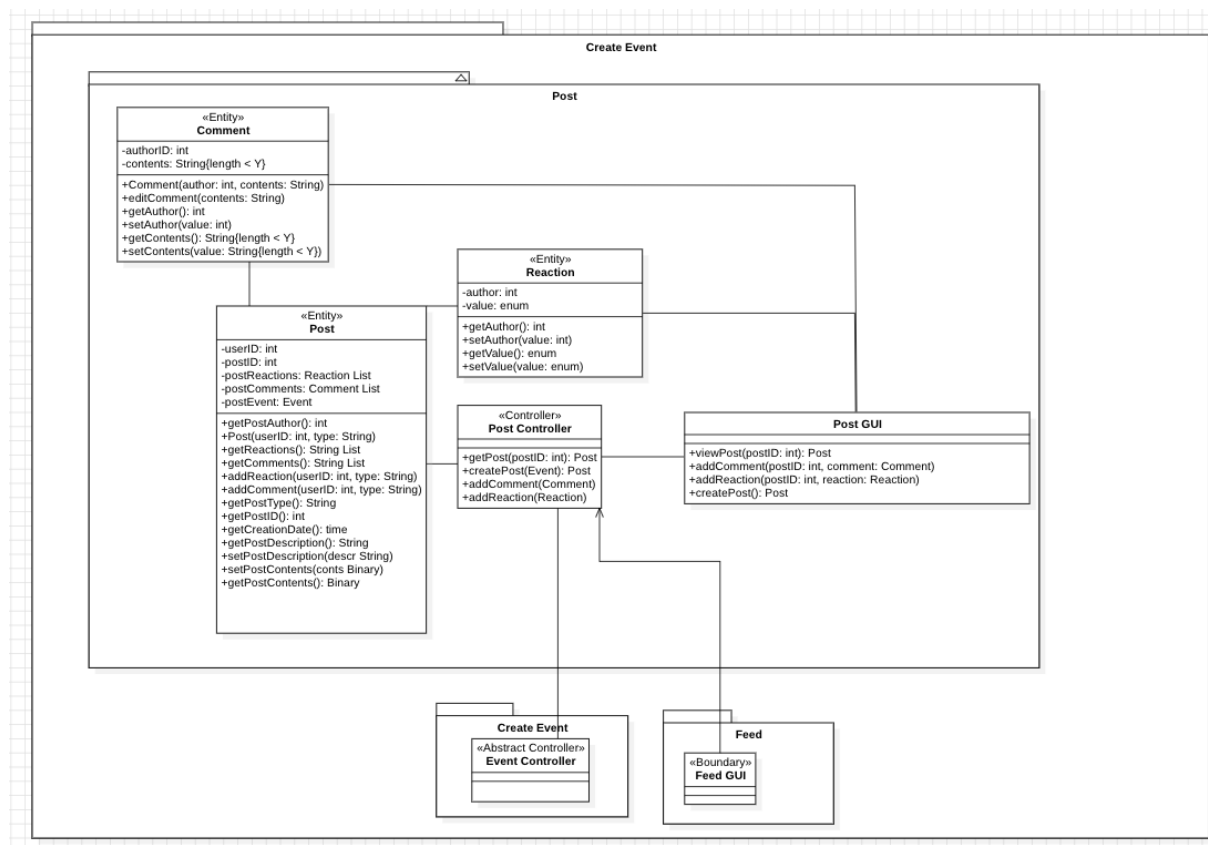 Create Event
Post
«Entity»
Comment
-authorID: int
-contents: String{length < Y}
+Comment(author: int, contents: String)
+editComment(contents: String)
+getAuthor(): int
+setAuthor(value: int)
+getContents(): String{length < Y}
+setContents(value: String{length < Y})
«Entity»
Reaction
-author: int
-value: enum
+getAuthor(): int
+setAuthor(value: int)
+getValue(): enum
+setValue(value: enum)
«Entity»
Post
-userID: int
-postID: int
-postReactions: Reaction List
-postComments: Comment List
-postEvent: Event
+getPostAuthor(): int
+Post(userID: int, type: String)
+getReactions(): String List
+getComments(): String List
+addReaction(userID: int, type: String)
+addComment(userID: int, type: String)
+getPostType(): String
+getPostID(): int
+getCreationDate(): time
+getPostDescription(): String
+setPostDescription(descr String)
+setPostContents(conts Binary)
+getPostContents(): Binary
«Controller»
Post Controller
+getPost(postID: int): Post
+createPost(Event): Post
+addComment(Comment)
+addReaction(Reaction)
Post GUI
+viewPost(postID: int): Post
+addComment(postID: int, comment: Comment)
+addReaction(postID: int, reaction: Reaction)
+createPost(): Post
Create Event
«Abstract Controller»
Event Controller
Feed
«Boundary»
Feed GUI